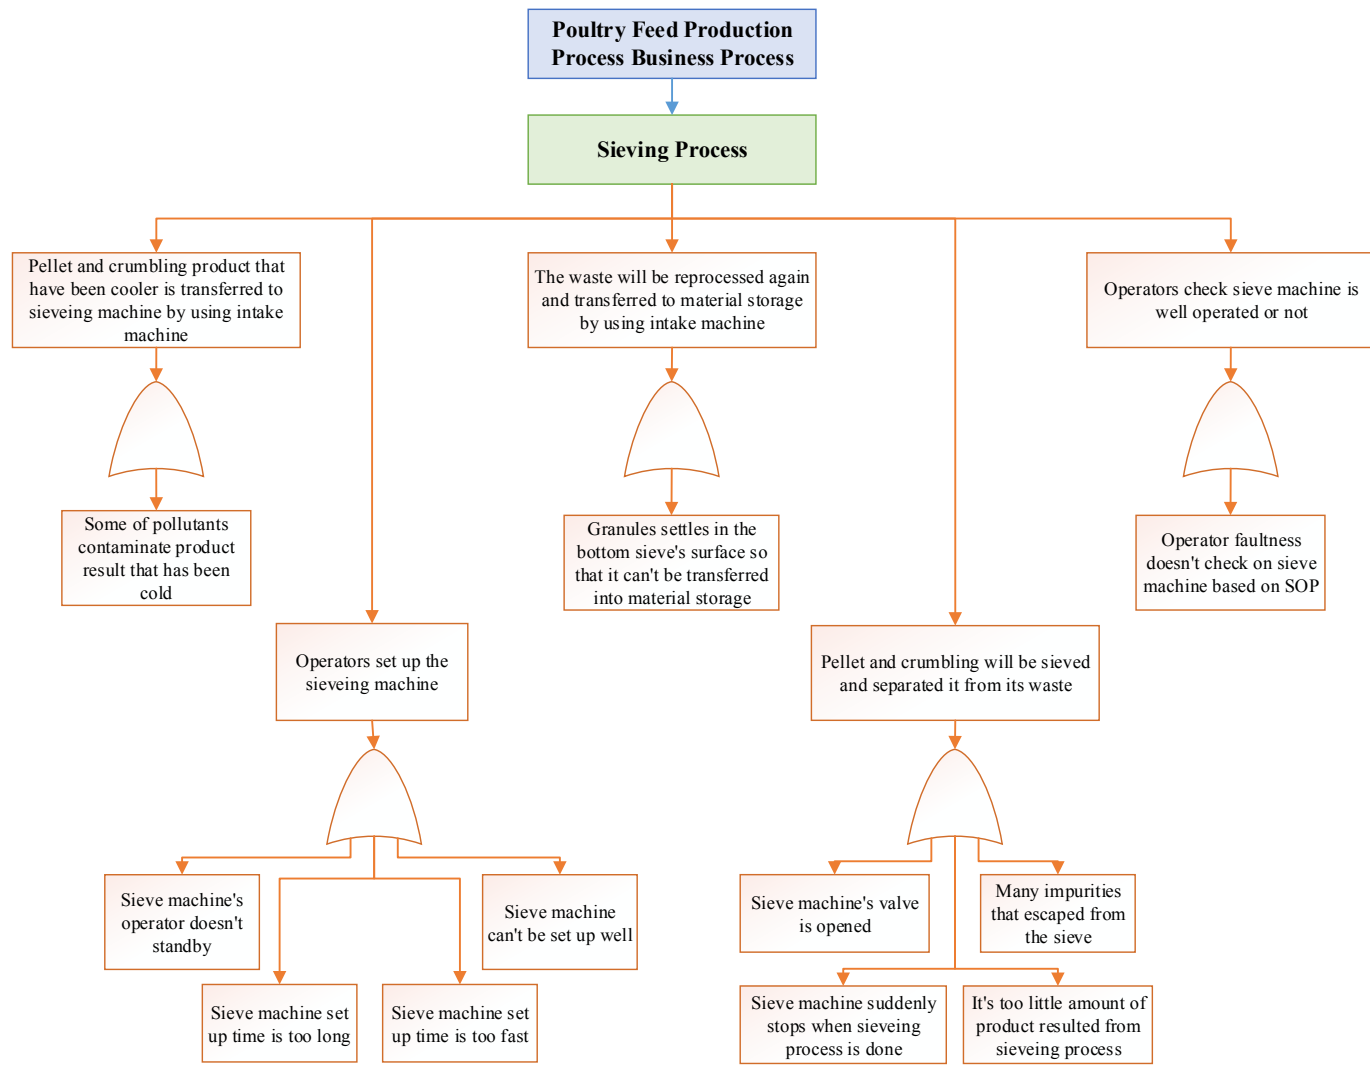 Poultry Feed Production
Process Business Process
Sieving Process
Pellet and crumbling product that
have been cooler is transferred to
sieveing machine by using intake
machine
The waste will be reprocessed again
and transferred to material storage
by using intake machine
Operators check sieve machine is
well operated or not
Some of pollutants
contaminate product
result that has been
cold
Granules settles in the
bottom sieve's surface so
that it can't be transferred
into material storage
Operator faultness
doesn't check on sieve
machine based on SOP
Operators set up the
sieveing machine
Pellet and crumbling will be sieved
and separated it from its waste
Sieve machine's
operator doesn't
standby
Sieve machine
can't be set up well
Sieve machine's valve
is opened
Many impurities
that escaped from
the sieve
Sieve machine set
up time is too long
Sieve machine set
up time is too fast
Sieve machine suddenly
stops when sieveing
process is done
It's too little amount of
product resulted from
sieveing process